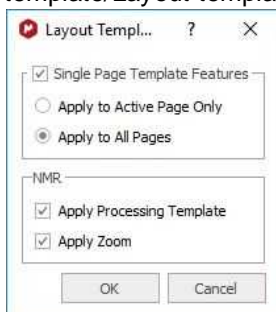 Layout Templ... ? ×
Single Page Template Features
Apply to Active Page Only
Apply to All Pages
NMR
Apply Processing Template
Apply Zoom
OK Cancel